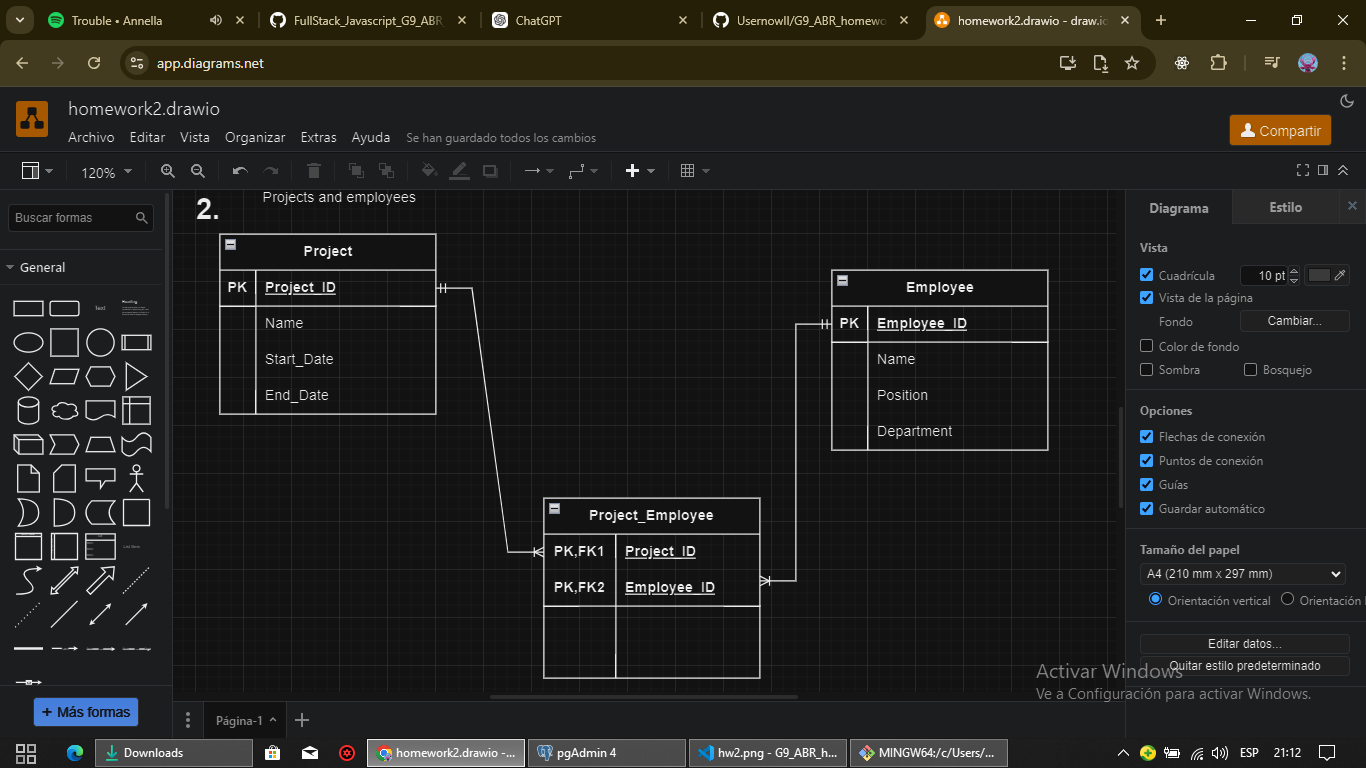 Trouble • Annella
FullStack_Javascript_G9_ABR
ChatGPT
Usernowll/G9_ABR_homewo
homework2.drawio - draw.io
app.diagrams.net
homework2.drawio
Archivo
Editar
Vista
Organizar
Extras
Ayuda
Se han guardado todos los cambios
Compartir
120%
Buscar formas
General
Text
Heading
List Item
+ Más formas
2.
Projects and employees
Project
PK
Project_ID
Name
Start_Date
End_Date
Employee
PK
Employee_ID
Name
Position
Department
Project_Employee
PK,FK1
Project_ID
PK,FK2
Employee_ID
Diagrama
Estilo
Vista
Cuadrícula
10 pt
Vista de la página
Fondo
Cambiar...
Color de fondo
Sombra
Bosquejo
Opciones
Flechas de conexión
Puntos de conexión
Guías
Guardar automático
Tamaño del papel
A4 (210 mm x 297 mm)
Orientación vertical
Orientación
Editar datos...
Quitar estilo predeterminado
Activar Windows
Ve a Configuración para activar Windows.
Página-1
Downloads
homework2.drawio -...
pgAdmin 4
hw2.png - G9_ABR_h...
MINGW64:/c/Users/...
ESP
21:12